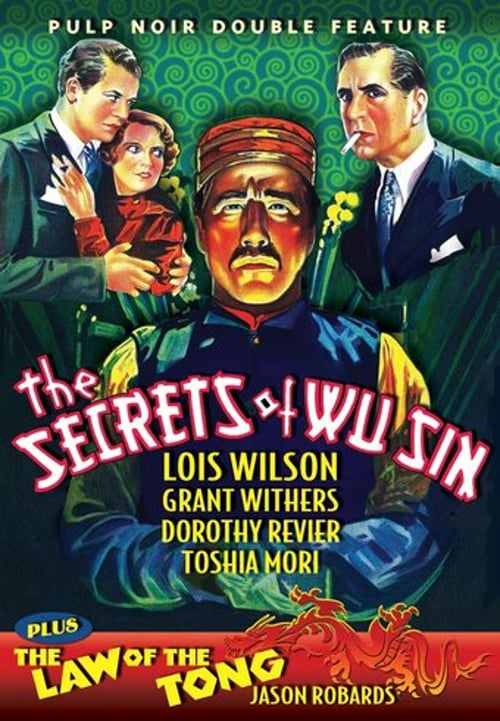 PULP NOIR DOUBLE FEATURE
the
SECRETS of WU SIN
LOIS WILSON
GRANT WITHERS
DOROTHY REVIER
TOSHIA MORI
PLUS
THE LAW OF THE
TONG
JASON ROBARDS